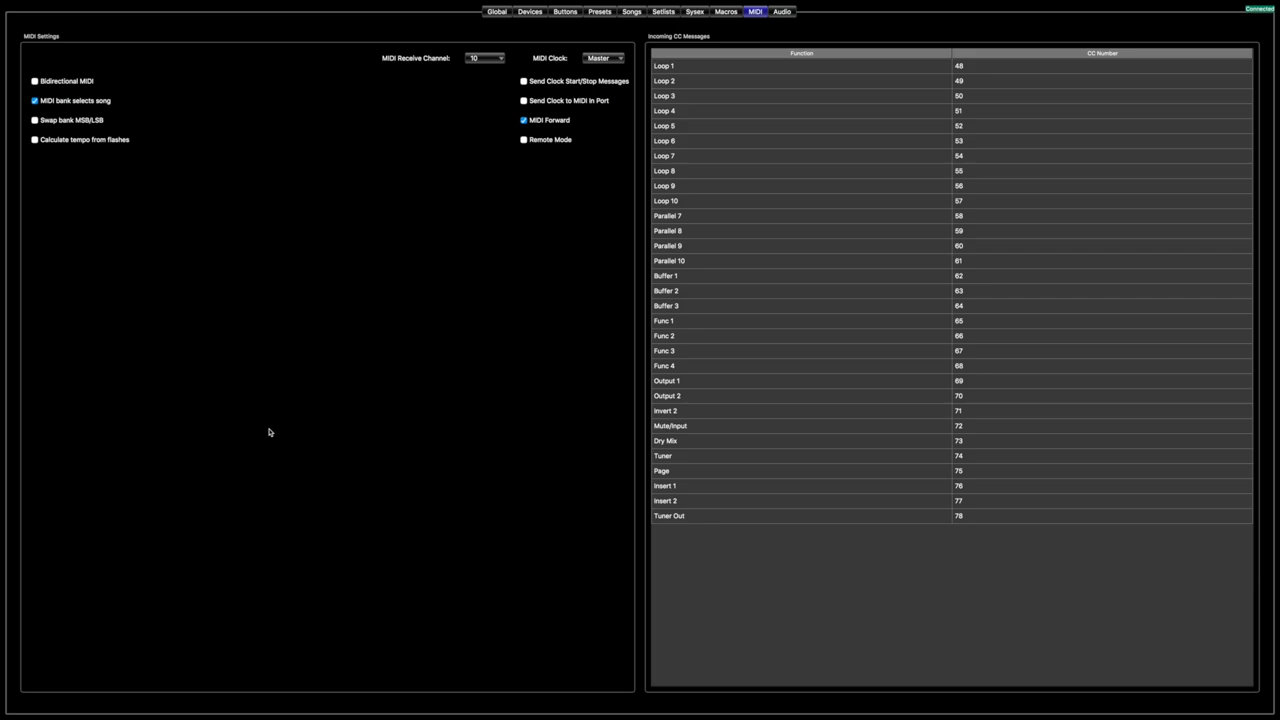 Global Devices Buttons Presets Songs Setlists Sysex Macros MIDI Audio
Connected
MIDI Settings
MIDI Receive Channel: 10 MIDI Clock: Master
Bidirectional MIDI
Send Clock Start/Stop Messages
MIDI bank selects song
Send Clock to MIDI In Port
Swap bank MSB/LSB
MIDI Forward
Calculate tempo from flashes
Remote Mode
Incoming CC Messages
Function CC Number
Loop 1 48
Loop 2 49
Loop 3 50
Loop 4 51
Loop 5 52
Loop 6 53
Loop 7 54
Loop 8 55
Loop 9 56
Loop 10 57
Parallel 7 58
Parallel 8 59
Parallel 9 60
Parallel 10 61
Buffer 1 62
Buffer 2 63
Buffer 3 64
Func 1 65
Func 2 66
Func 3 67
Func 4 68
Output 1 69
Output 2 70
Invert 2 71
Mute/Input 72
Dry Mix 73
Tuner 74
Page 75
Insert 1 76
Insert 2 77
Tuner Out 78